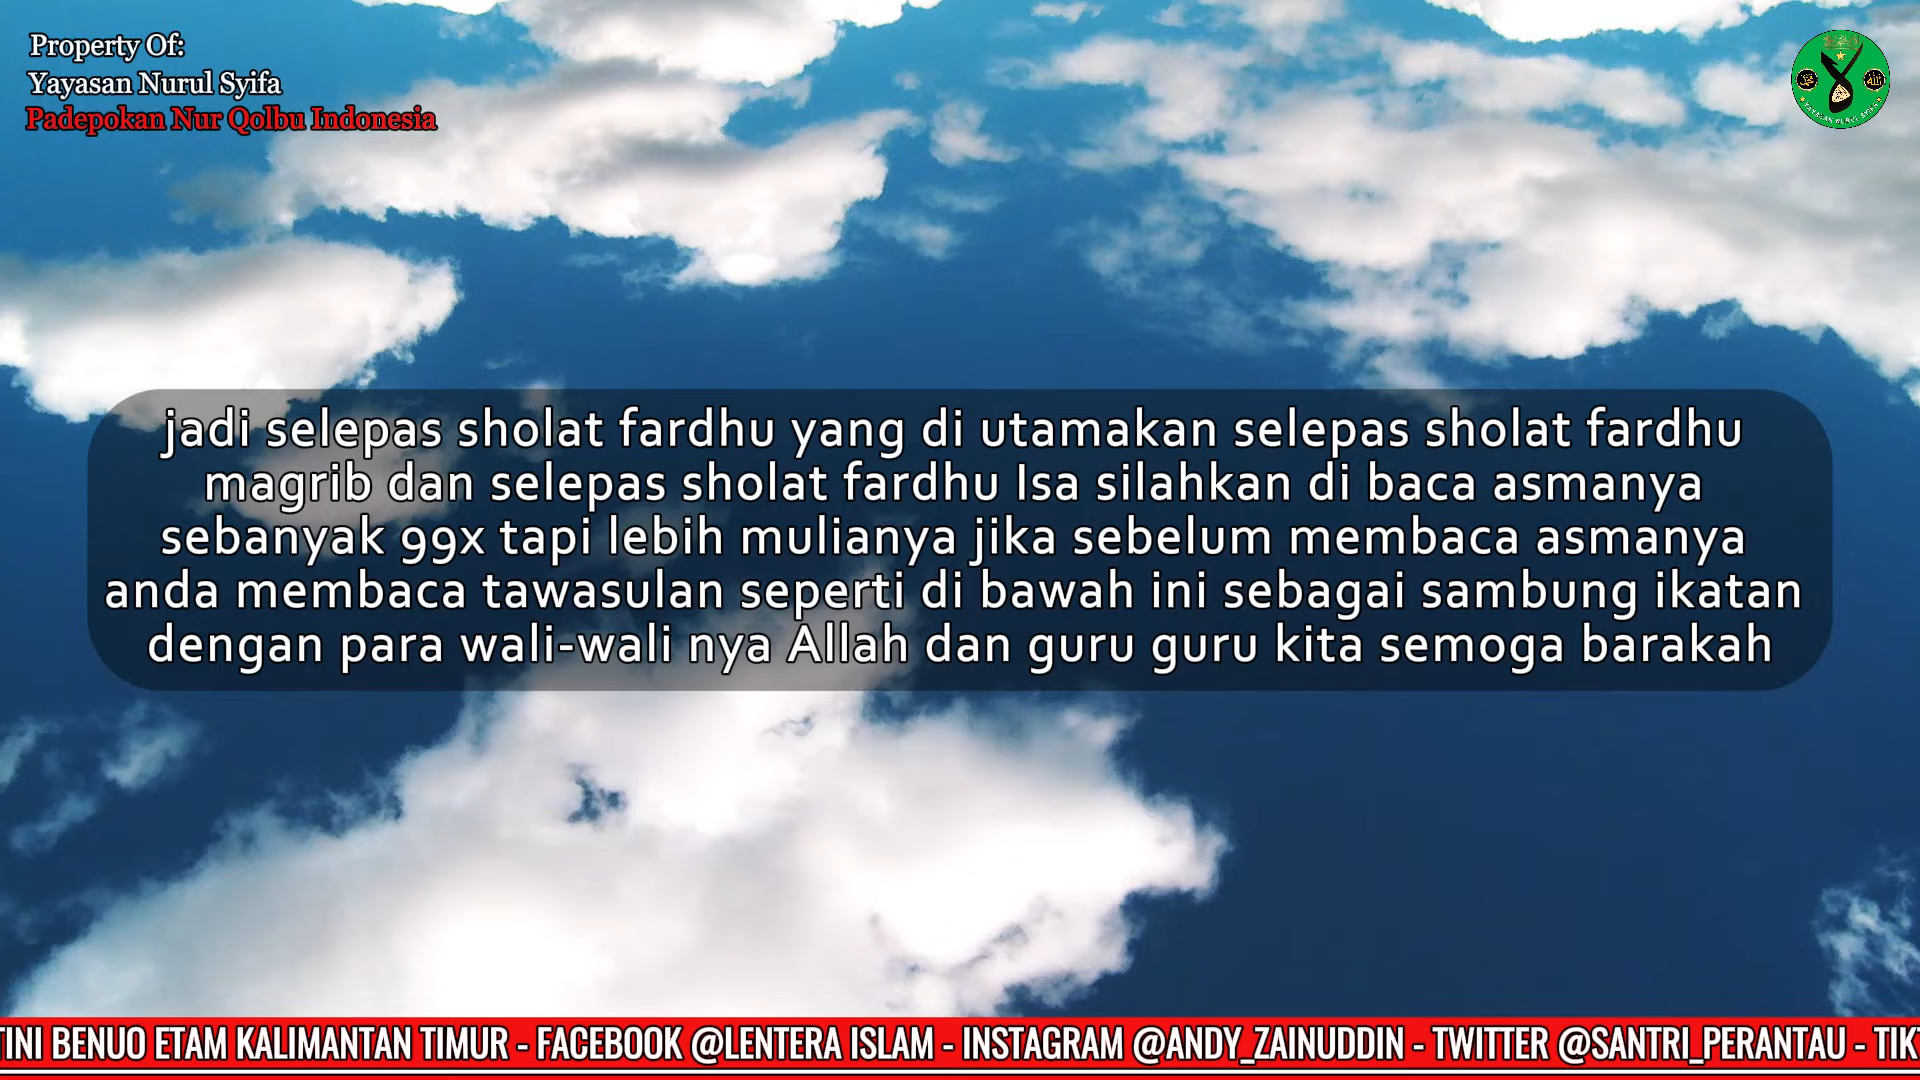 Property Of:
Yayasan Nurul Syifa
Padepokan Nur Qolbu Indonesia
jadi selepas sholat fardhu yang di utamakan selepas sholat fardhu
magrib dan selepas sholat fardhu Isa silahkan di baca asmanya
sebanyak 99x tapi lebih mulianya jika sebelum membaca asmanya
anda membaca tawasulan seperti di bawah ini sebagai sambung ikatan
dengan para wali-wali nya Allah dan guru guru kita semoga barakah
TINI BENUO ETAM KALIMANTAN TIMUR - FACEBOOK @LENTERA ISLAM - INSTAGRAM @ANDY_ZAINUDDIN - TWITTER @SANTRI_PERANTAU - TIK